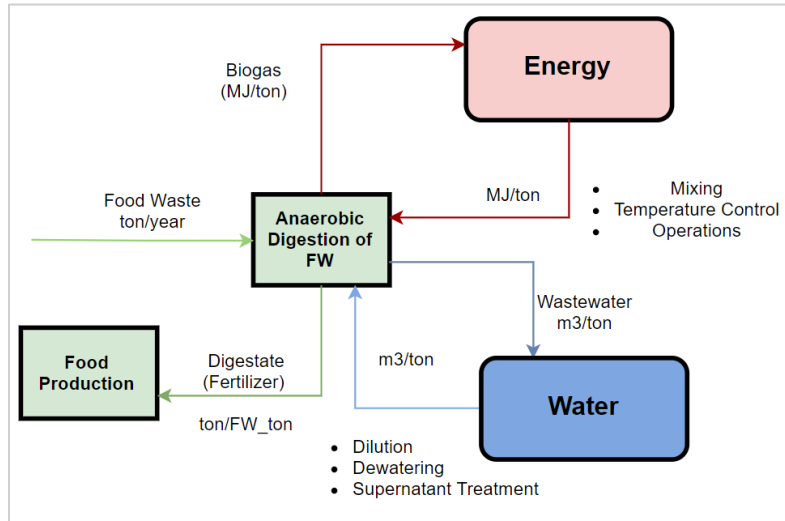 Energy
Biogas
(MJ/ton)
MJ/ton
• Mixing
• Temperature Control
• Operations
Food Waste
ton/year
Anaerobic
Digestion of
FW
Wastewater
m3/ton
Food
Production
Digestate
(Fertilizer)
ton/FW_ton
m3/ton
Water
• Dilution
• Dewatering
• Supernatant Treatment